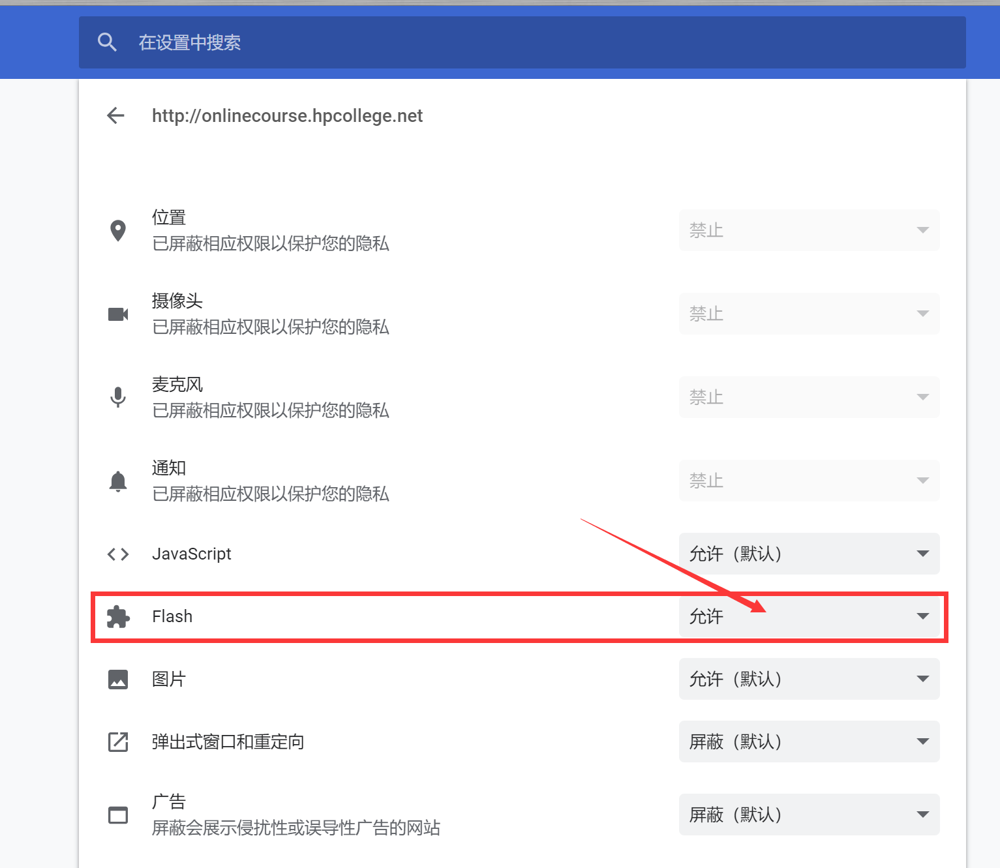 在设置中搜索
http://onlinecourse.hpcollege.net
位置
已屏蔽相应权限以保护您的隐私
禁止
摄像头
已屏蔽相应权限以保护您的隐私
禁止
麦克风
已屏蔽相应权限以保护您的隐私
禁止
通知
已屏蔽相应权限以保护您的隐私
禁止
JavaScript
允许（默认）
Flash
允许
图片
允许（默认）
弹出式窗口和重定向
屏蔽（默认）
广告
屏蔽会展示侵扰性或误导性广告的网站
屏蔽（默认）